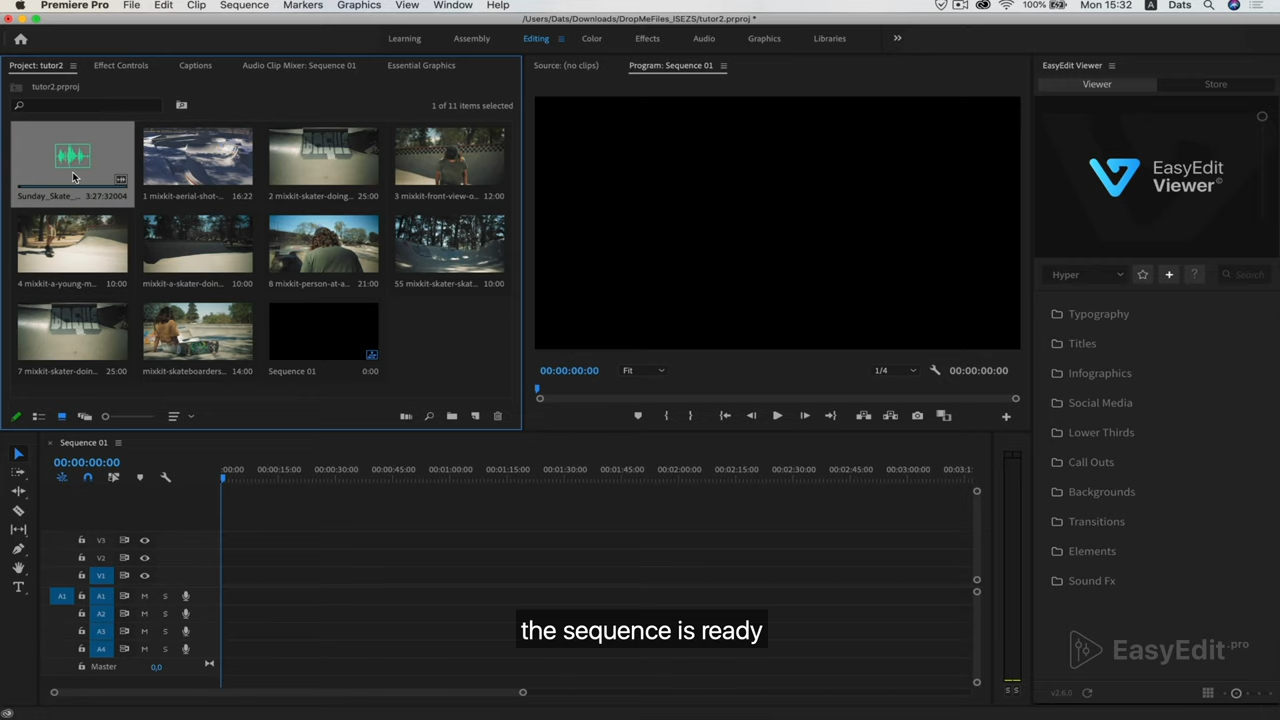 Premiere Pro File Edit Clip Sequence Markers Graphics View Window Help 100% Mon 15:32 A Dats
/Users/Dats/Downloads/DropMeFiles_ISEZS/tutor2.prproj *
Learning Assembly Editing Color Effects Audio Graphics Libraries
Project: tutor2 Effect Controls Captions Audio Clip Mixer: Sequence 01 Essential Graphics
Source: (no clips) Program: Sequence 01
EasyEdit Viewer
tutor2.prproj
Viewer Store
1 of 11 items selected
Sunday_Skate_... 3:27:32004
1 mixkit-aerial-shot-... 16:22
2 mixkit-skater-doing... 25:00
3 mixkit-front-view-o... 12:00
EasyEdit
Viewer©
4 mixkit-a-young-m... 10:00
mixkit-a-skater-doing... 10:00
8 mixkit-person-at-a... 21:00
55 mixkit-skater-skat... 10:00
7 mixkit-skater-doin... 25:00
mixkit-skateboarders... 14:00
Sequence 01 0:00
00:00:00:00 Fit 1/4 00:00:00:00
Hyper ? Search
Typography
Titles
Infographics
Social Media
Lower Thirds
Call Outs
Backgrounds
Transitions
Elements
Sound Fx
Sequence 01
00:00:00:00
:00:00 00:00:15:00 00:00:30:00 00:00:45:00 00:01:00:00 00:01:15:00 00:01:30:00 00:01:45:00 00:02:00:00 00:02:15:00 00:02:30:00 00:02:45:00 00:03:00:00 00:03:1:
V3
V2
V1
A1 A1 M S
A2 M S
A3 M S
A4 M S
Master 0,0
T
S S
the sequence is ready
EasyEdit.pro
v2.6.0